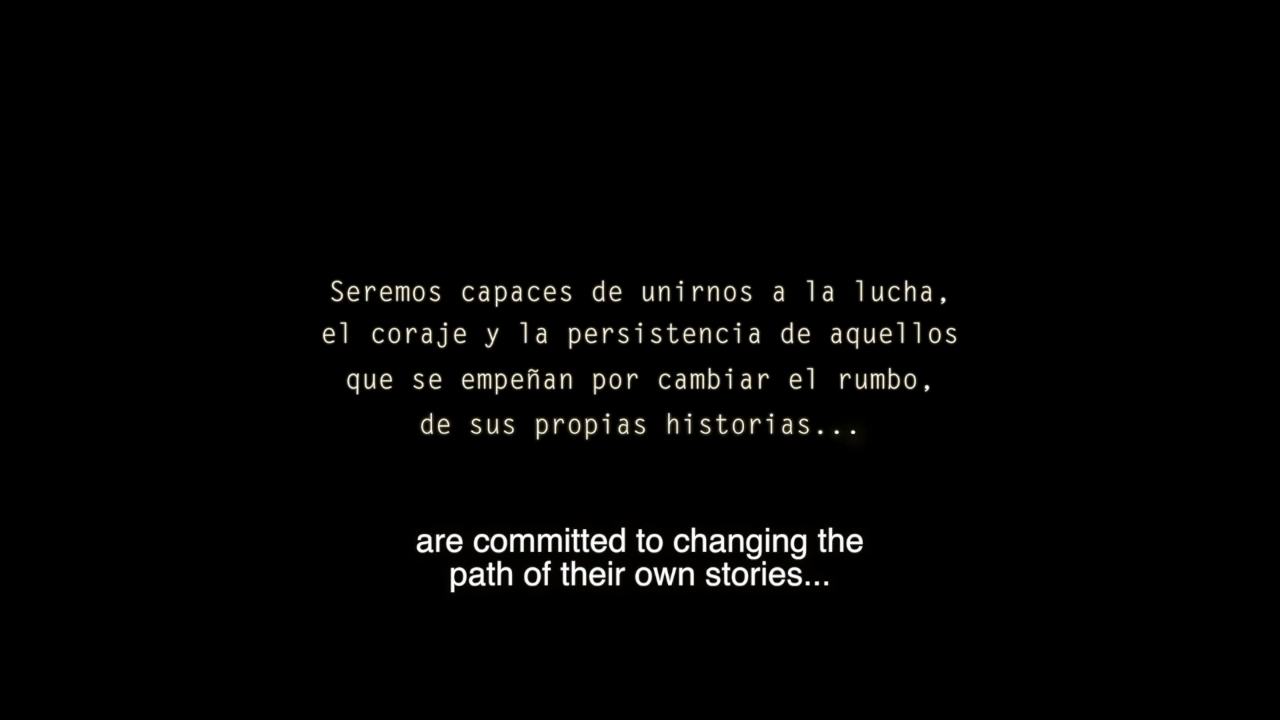 Seremos capaces de unirnos a la lucha,
el coraje y la persistencia de aquellos
que se empeñan por cambiar el rumbo,
de sus propias historias...
are committed to changing the
path of their own stories...